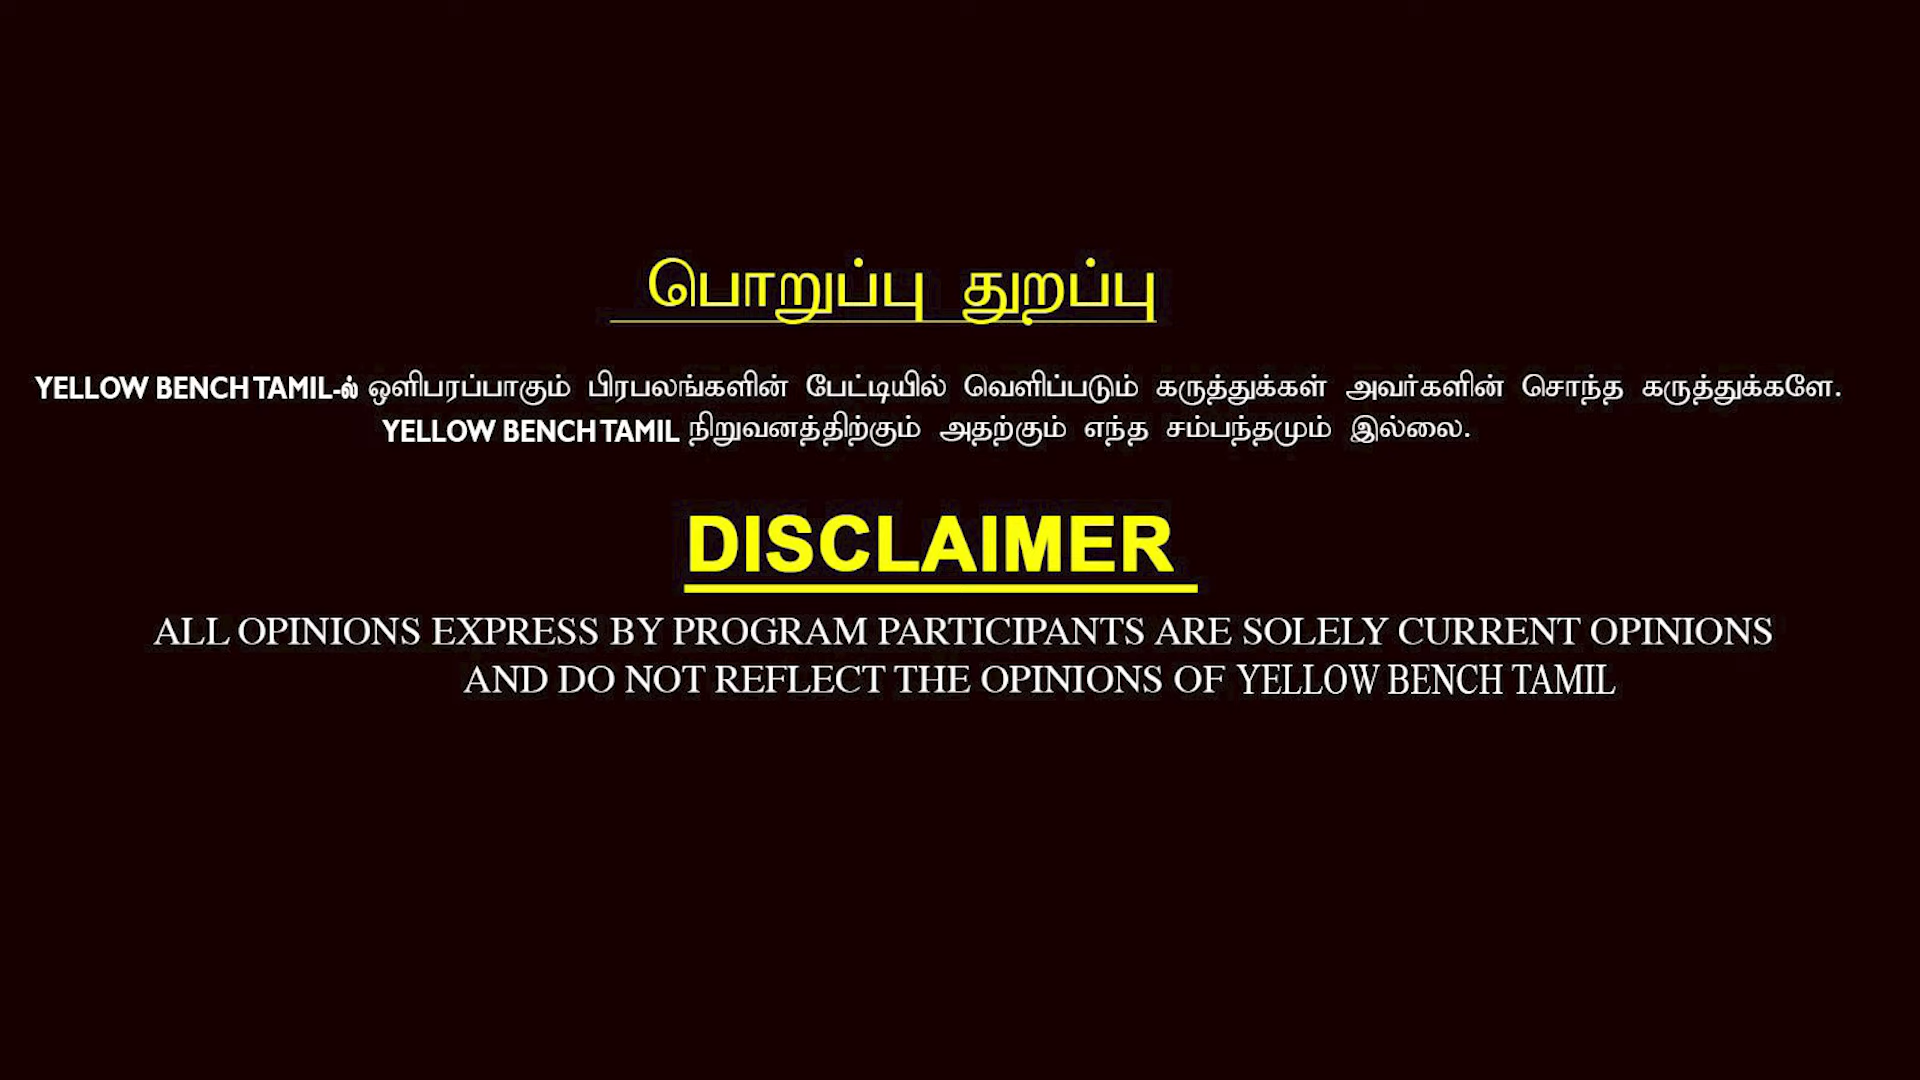 பொறுப்பு துறப்பு
YELLOW BENCH TAMIL-ல் ஒளிபரப்பாகும் பிரபலங்களின் பேட்டியில் வெளிப்படும் கருத்துக்கள் அவர்களின் சொந்த கருத்துக்களே.
YELLOW BENCH TAMIL நிறுவனத்திற்கும் அதற்கும் எந்த சம்பந்தமும் இல்லை.
DISCLAIMER
ALL OPINIONS EXPRESS BY PROGRAM PARTICIPANTS ARE SOLELY CURRENT OPINIONS
AND DO NOT REFLECT THE OPINIONS OF YELLOW BENCH TAMIL